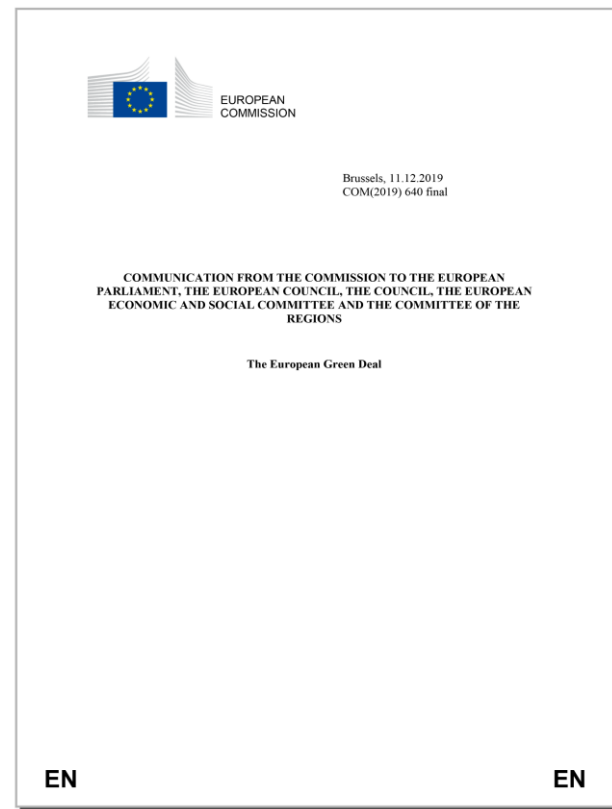 EUROPEAN
COMMISSION
Brussels, 11.12.2019
COM(2019) 640 final
COMMUNICATION FROM THE COMMISSION TO THE EUROPEAN
PARLIAMENT, THE EUROPEAN COUNCIL, THE COUNCIL, THE EUROPEAN
ECONOMIC AND SOCIAL COMMITTEE AND THE COMMITTEE OF THE
REGIONS
The European Green Deal
EN EN